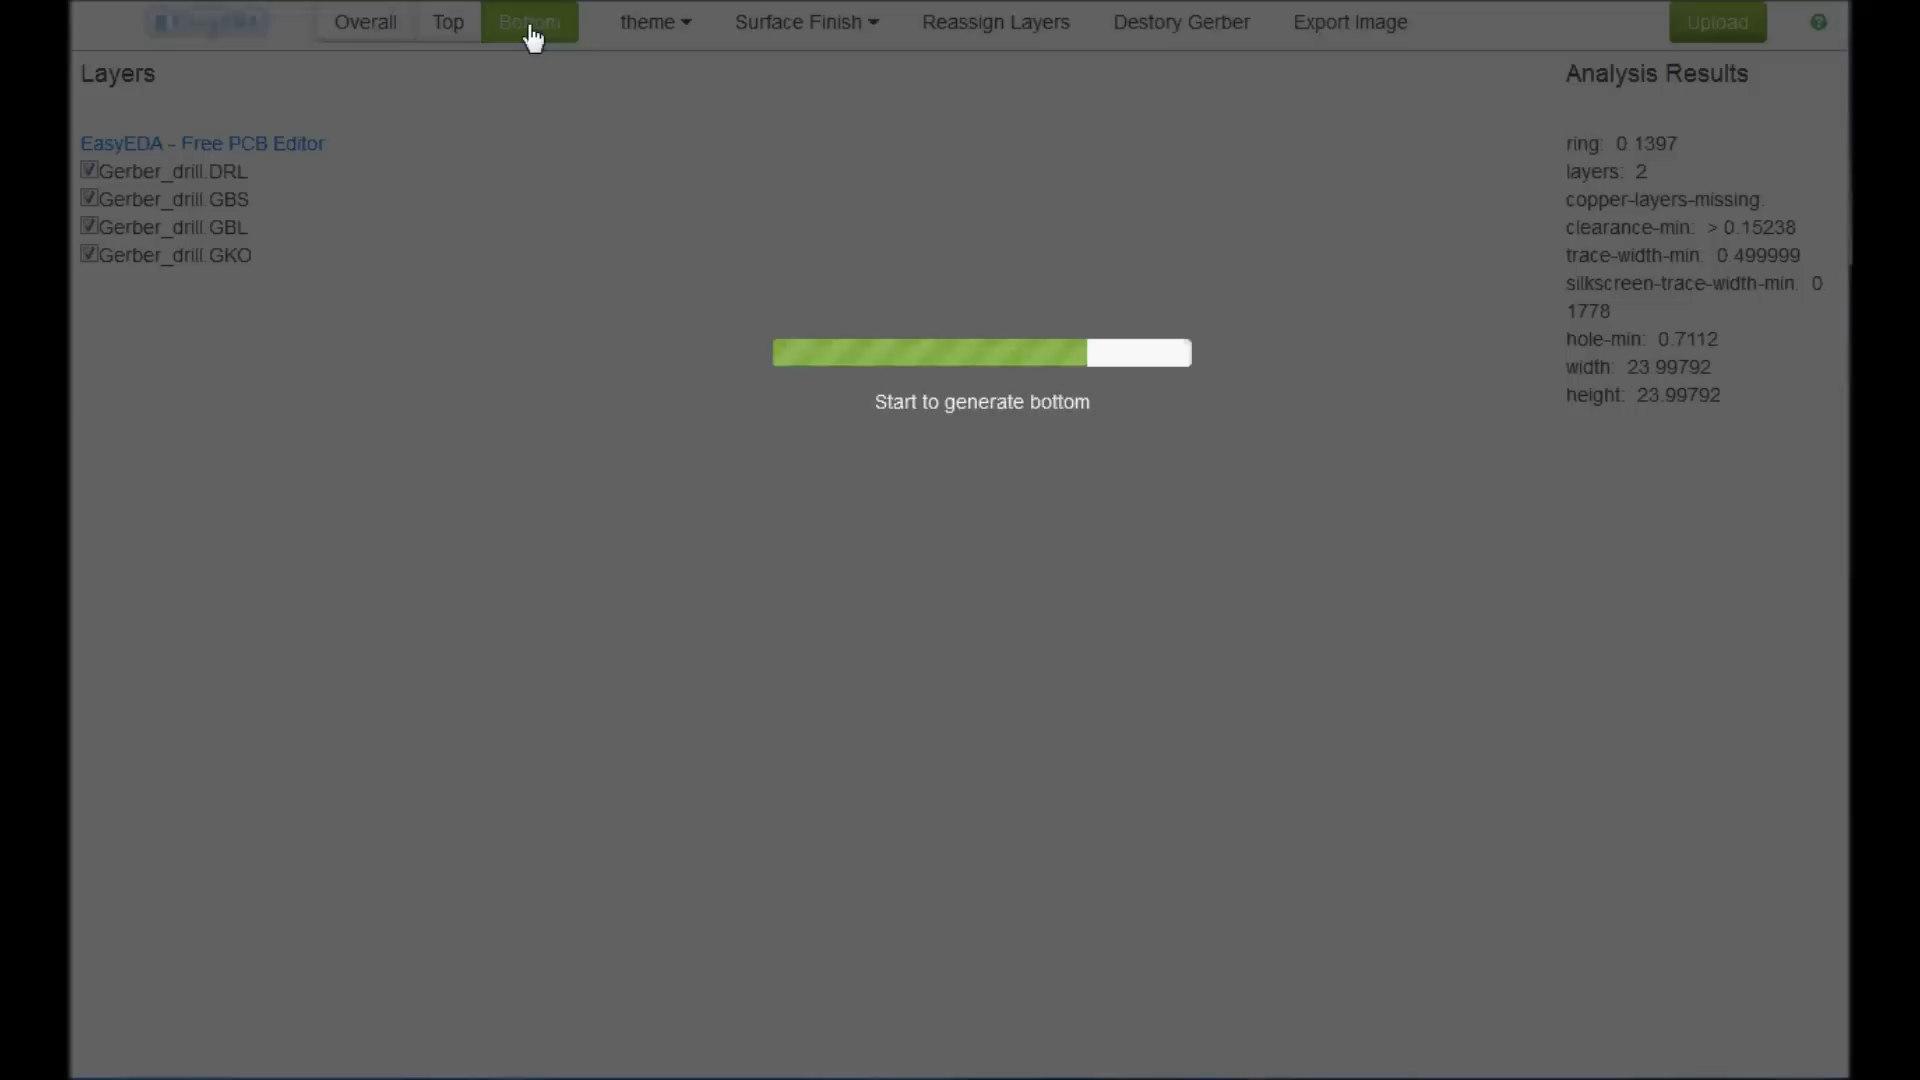 Overall Top Bottom theme Surface Finish Reassign Layers Destory Gerber Export Image Upload
Layers
EasyEDA - Free PCB Editor
Gerber_drill.DRL
Gerber_drill.GBS
Gerber_drill.GBL
Gerber_drill.GKO
Start to generate bottom
Analysis Results
ring: 0.1397
layers: 2
copper-layers-missing:
clearance-min: > 0.15238
trace-width-min: 0.499999
silkscreen-trace-width-min: 0.
1778
hole-min: 0.7112
width: 23.99792
height: 23.99792